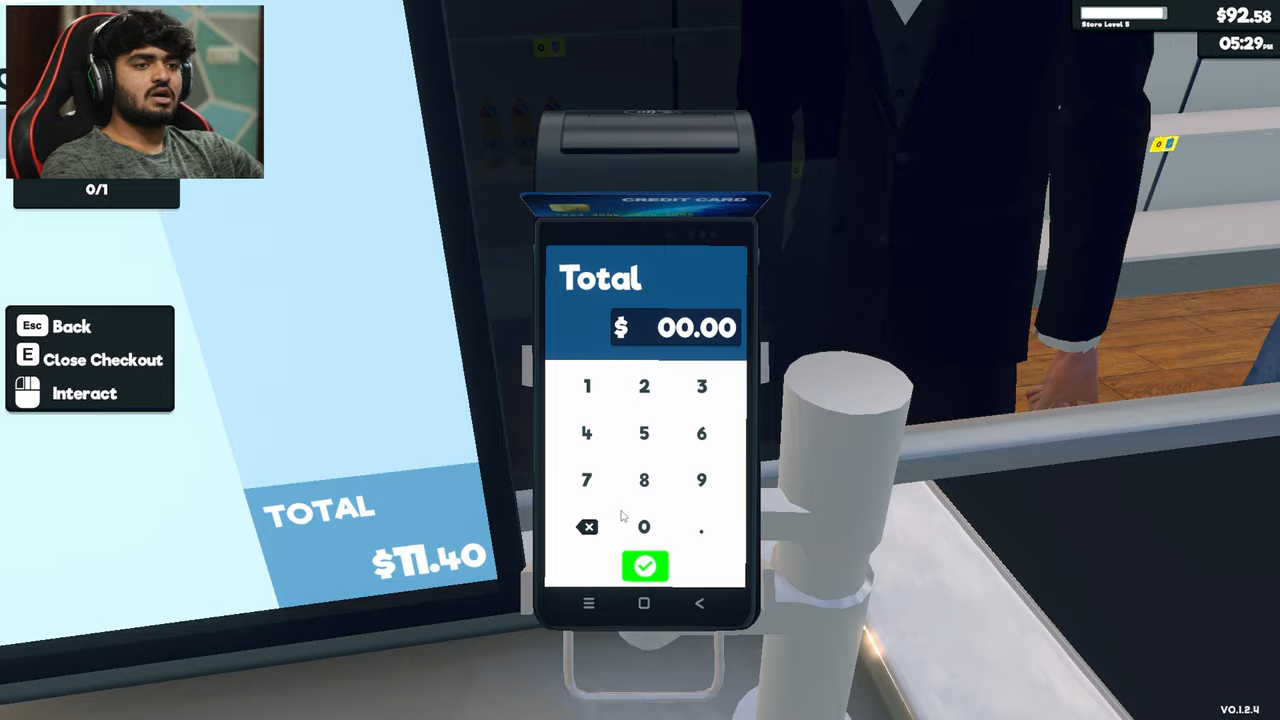 $92.58
Store Level 5
05:29PM
0/1
CREDIT CARD
Total
$ 00.00
Esc Back
E Close Checkout
Interact
1 2 3
4 5 6
7 8 9
0 .
TOTAL
$11.40
V0.1.2.4